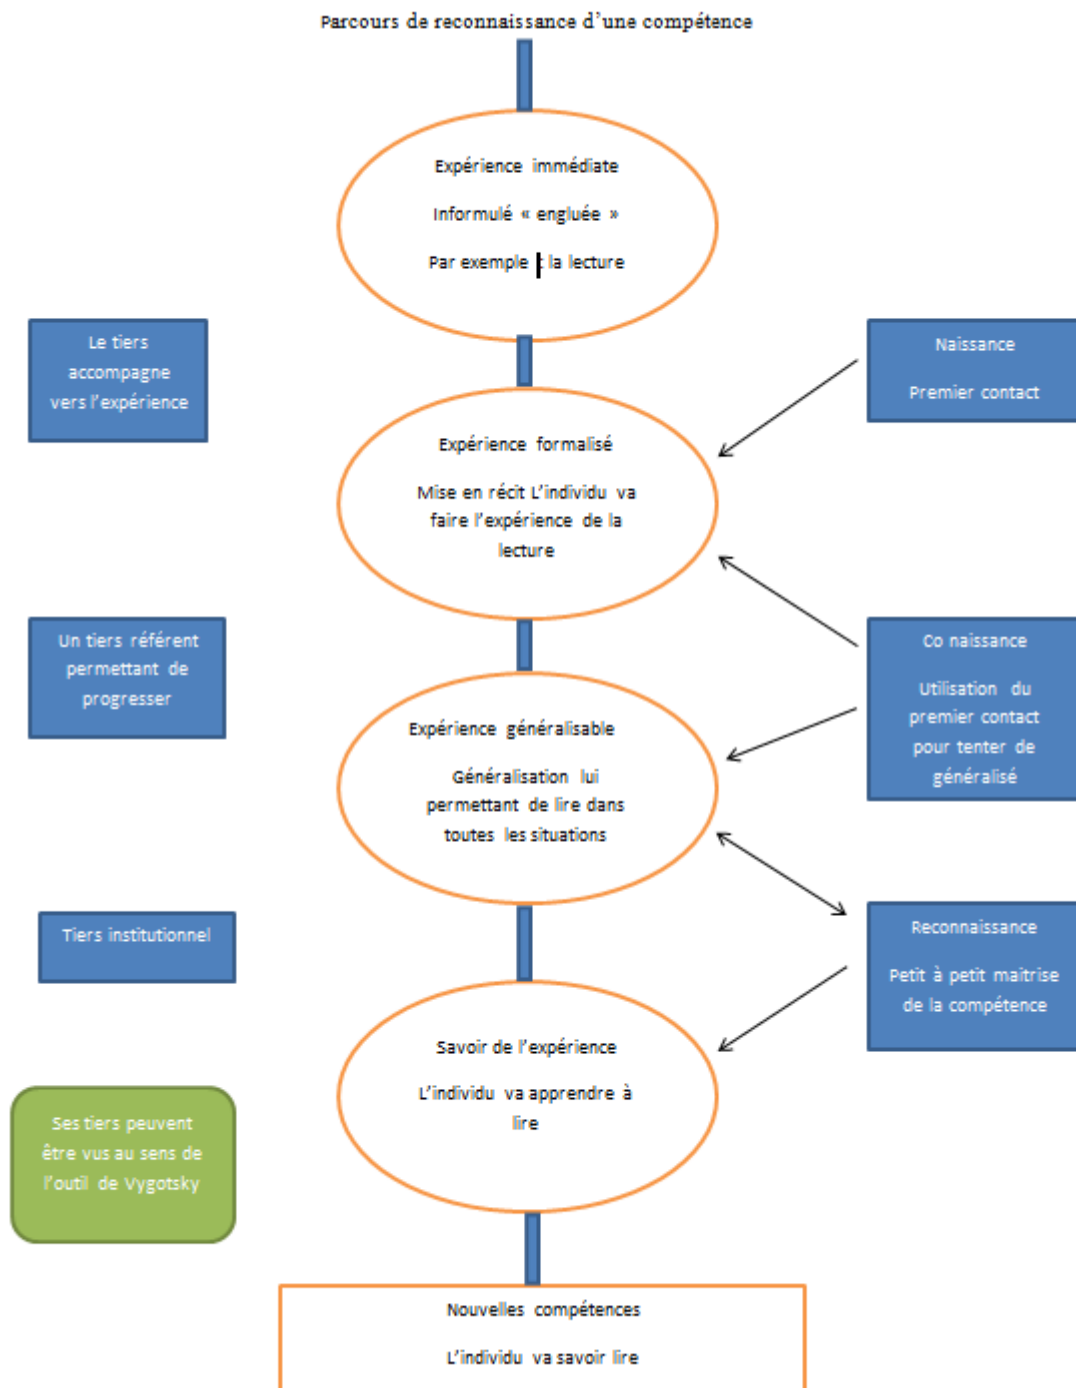 Parcours de reconnaissance d'une compétence
Expérience immédiate
Informulé « engluée »
Par exemple : la lecture
Le tiers
accompagne
vers l'expérience
Naissance
Premier contact
Expérience formalisé
Mise en récit L'individu va
faire l'expérience de la
lecture
Un tiers référent
permettant de
progresser
Co naissance
Utilisation du
premier contact
pour tenter de
généralisé
Expérience généralisable
Généralisation lui
permettant de lire dans
toutes les situations
Tiers institutionnel
Reconnaissance
Petit à petit maitrise
de la compétence
Savoir de l'expérience
L'individu va apprendre à
lire
Ses tiers peuvent
être vus au sens de
l'outil de Vygotsky
Nouvelles compétences
L'individu va savoir lire